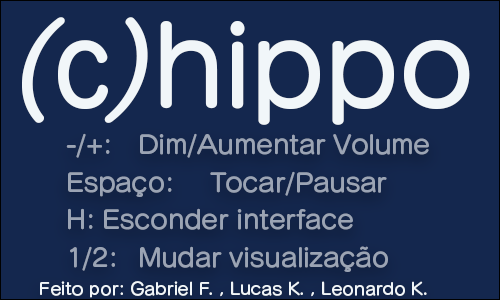 (c)hippo
-/+: Dim/Aumentar Volume
Espaço: Tocar/Pausar
H: Esconder interface
1/2: Mudar visualização
Feito por: Gabriel F. , Lucas K. , Leonardo K.